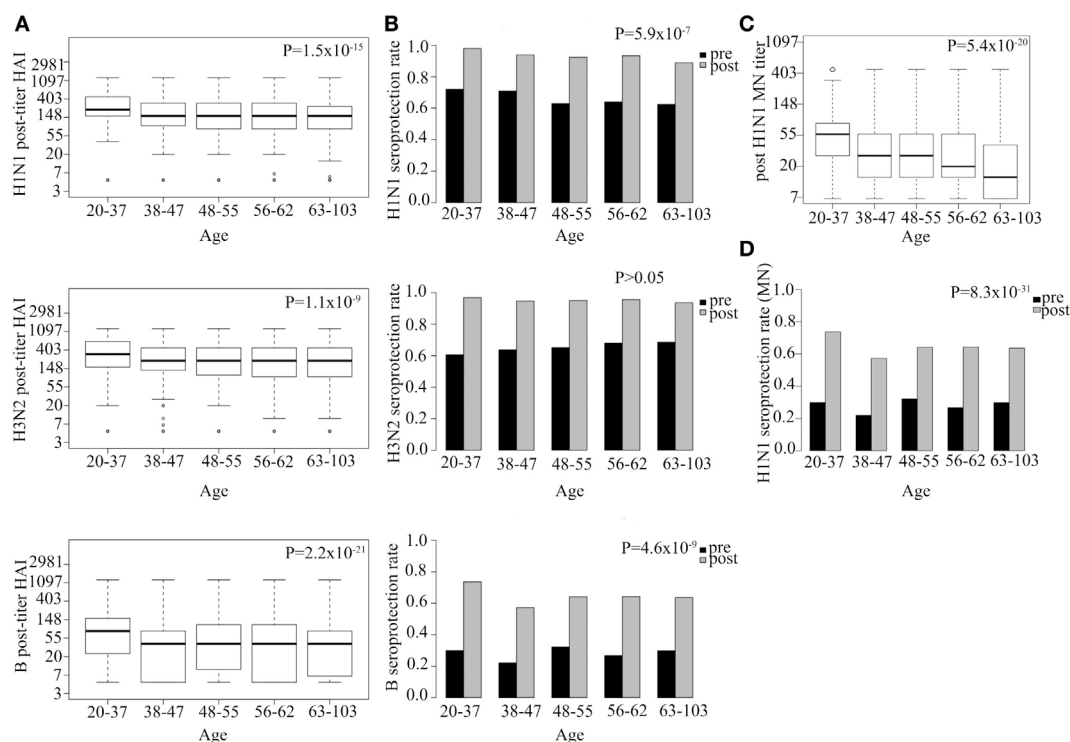 A
P=1.5x10-15
H1N1 post-titer HAI
2981
1097
403
148
55
20
7
3
20-37 38-47 48-55 56-62 63-103
Age
P=1.1x10-9
H3N2 post-titer HAI
2981
1097
403
148
55
20
7
3
20-37 38-47 48-55 56-62 63-103
Age
P=2.2x10-21
B post-titer HAI
2981
1097
403
148
55
20
7
3
20-37 38-47 48-55 56-62 63-103
Age
B
P=5.9x10-7
pre
post
H1N1 seroprotection rate
1.0
0.8
0.6
0.4
0.2
0.0
20-37 38-47 48-55 56-62 63-103
Age
P>0.05
pre
post
H3N2 seroprotection rate
1.0
0.8
0.6
0.4
0.2
0.0
20-37 38-47 48-55 56-62 63-103
Age
P=4.6x10-9
pre
post
B seroprotection rate
1.0
0.8
0.6
0.4
0.2
0.0
20-37 38-47 48-55 56-62 63-103
Age
C
P=5.4x10-20
post H1N1 MN titer
1097
403
148
55
20
7
20-37 38-47 48-55 56-62 63-103
Age
D
P=8.3x10-31
pre
post
H1N1 seroprotection rate (MN)
1.0
0.8
0.6
0.4
0.2
0.0
20-37 38-47 48-55 56-62 63-103
Age